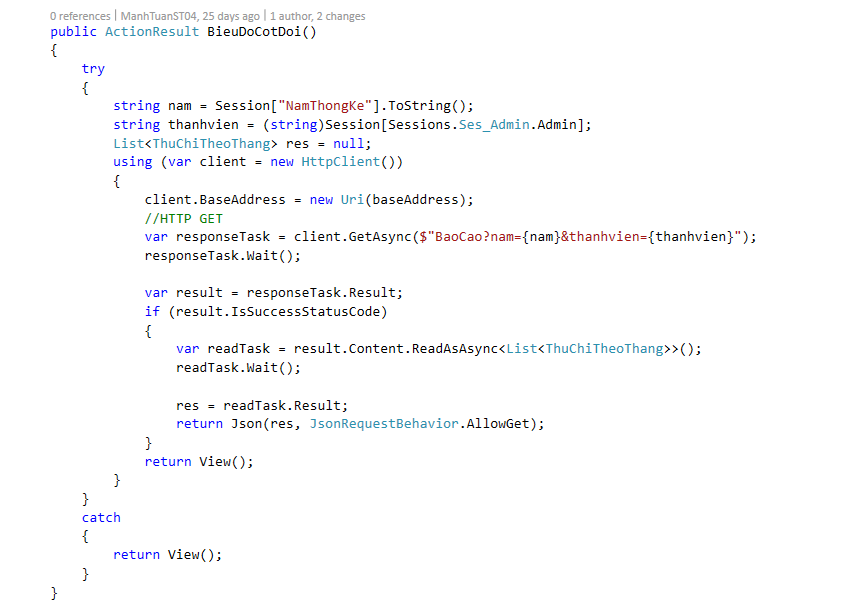 0 references | ManhTuanST04, 25 days ago | 1 author, 2 changes
public ActionResult BieuDoCotDoi()
{
    try
    {
        string nam = Session["NamThongKe"].ToString();
        string thanhvien = (string)Session[Sessions.Ses_Admin.Admin];
        List<ThuChiTheoThang> res = null;
        using (var client = new HttpClient())
        {
            client.BaseAddress = new Uri(baseAddress);
            //HTTP GET
            var responseTask = client.GetAsync($"BaoCao?nam={nam}&thanhvien={thanhvien}");
            responseTask.Wait();

            var result = responseTask.Result;
            if (result.IsSuccessStatusCode)
            {
                var readTask = result.Content.ReadAsAsync<List<ThuChiTheoThang>>();
                readTask.Wait();

                res = readTask.Result;
                return Json(res, JsonRequestBehavior.AllowGet);
            }
            return View();
        }
    }
    catch
    {
        return View();
    }
}